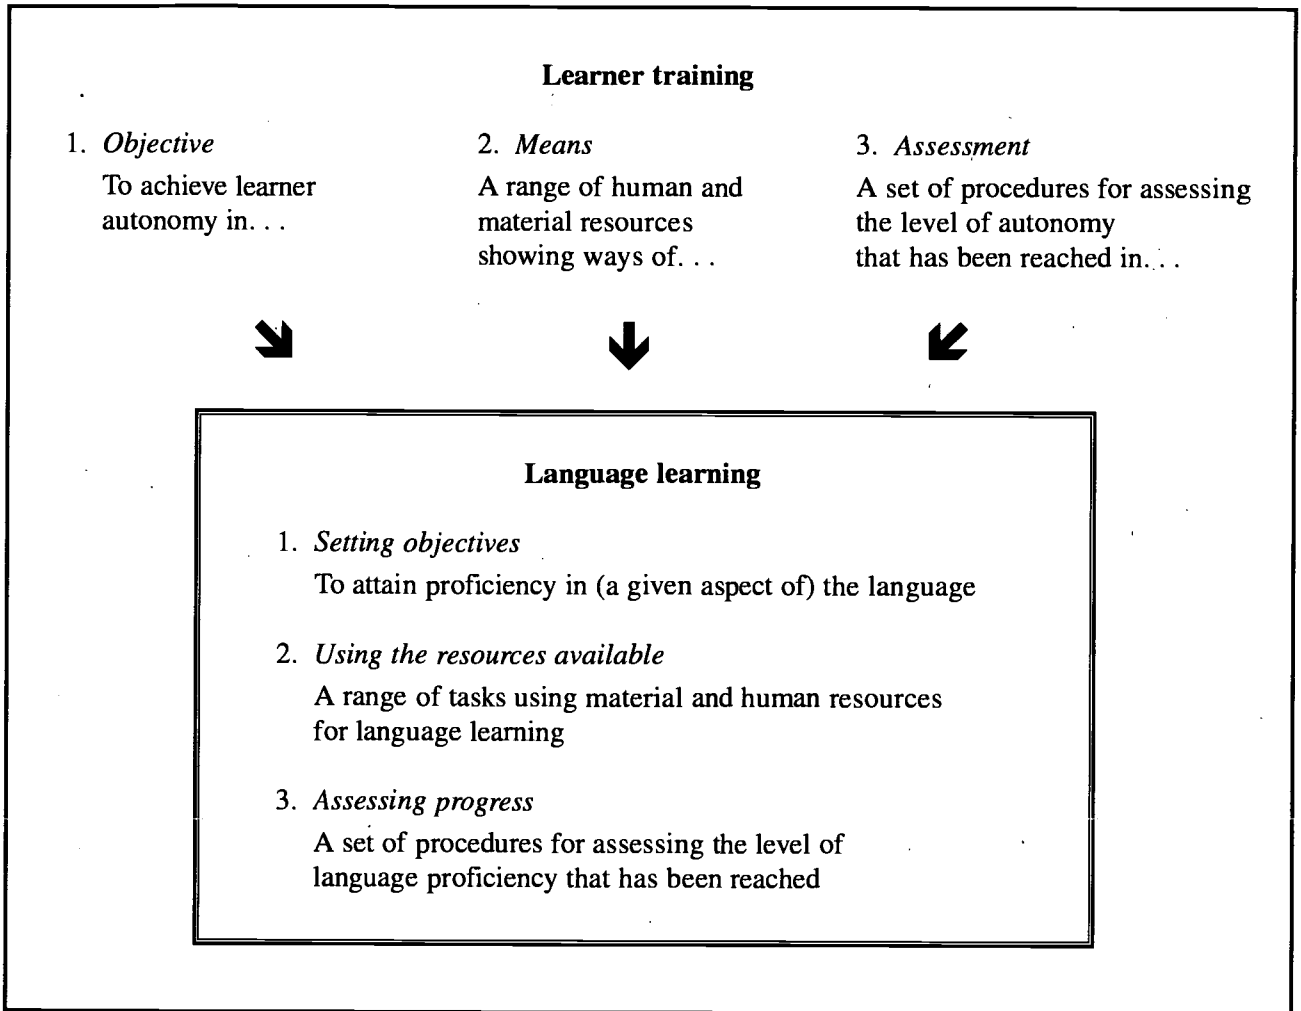 Learner training
1. Objective
To achieve learner
autonomy in. . .
2. Means
A range of human and
material resources
showing ways of. . .
3. Assessment
A set of procedures for assessing
the level of autonomy
that has been reached in. . .
Language learning
1. Setting objectives
To attain proficiency in (a given aspect of) the language
2. Using the resources available
A range of tasks using material and human resources
for language learning
3. Assessing progress
A set of procedures for assessing the level of
language proficiency that has been reached